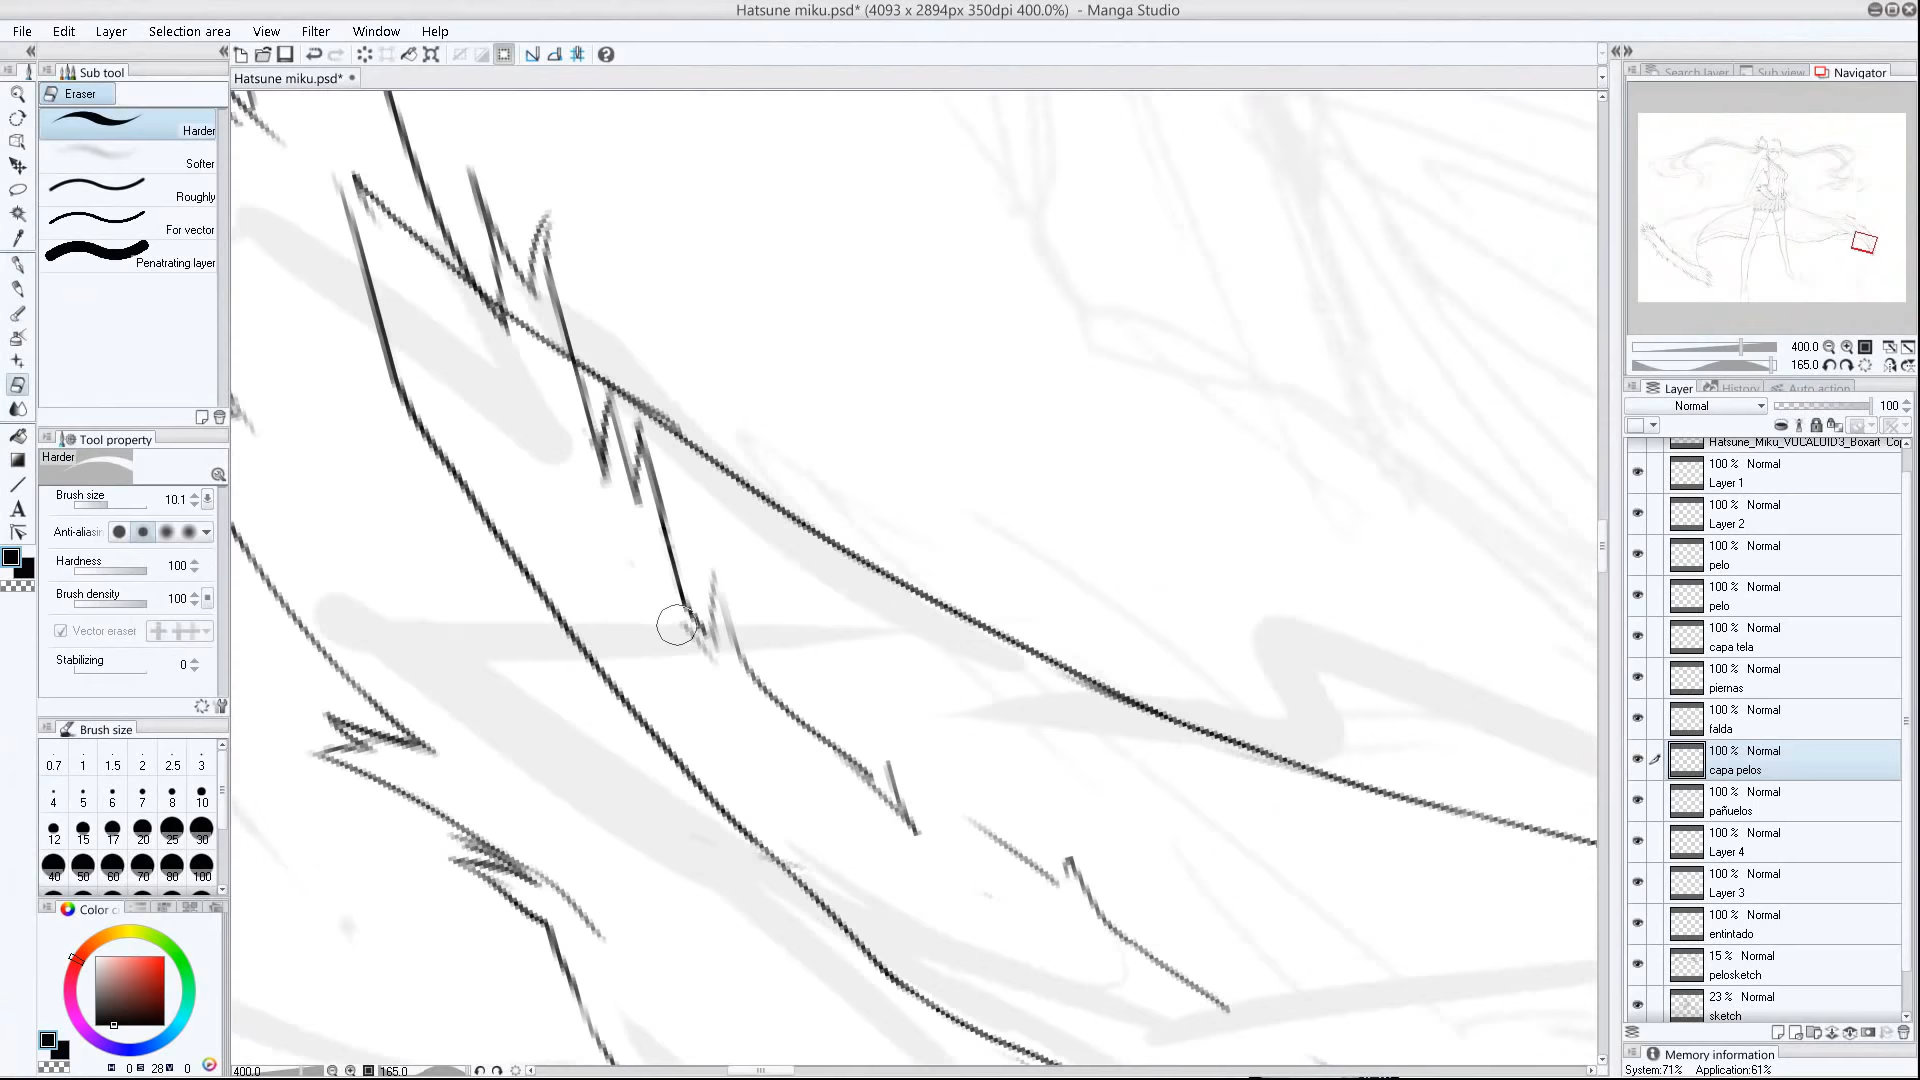 Hatsune miku.psd* (4093 x 2894px 350dpi 400.0%)  - Manga Studio
File Edit Layer Selection area View Filter Window Help
Sub tool
Hatsune miku.psd*
Search layer Sub view Navigator
Eraser
Harder
Softer
Roughly
For vector
Penatrating layer
400.0
165.0
Layer History Auto action
Normal 100
Tool property
Harder
Brush size 10.1
Anti-aliasin
Hardness 100
Brush density 100
Vector eraser
Stabilizing 0
Brush size
0.7 1 1.5 2 2.5 3
4 5 6 7 8 10
12 15 17 20 25 30
40 50 60 70 80 100
Color c
0 28 0
400.0 165.0
Hatsune_Miku_VOCALOID3_Boxart Cop
100 % Normal
Layer 1
100 % Normal
Layer 2
100 % Normal
pelo
100 % Normal
pelo
100 % Normal
capa tela
100 % Normal
piernas
100 % Normal
falda
100 % Normal
capa pelos
100 % Normal
pañuelos
100 % Normal
Layer 4
100 % Normal
Layer 3
100 % Normal
entintado
15 % Normal
pelosketch
23 % Normal
sketch
Memory information
System:71% Application:61%